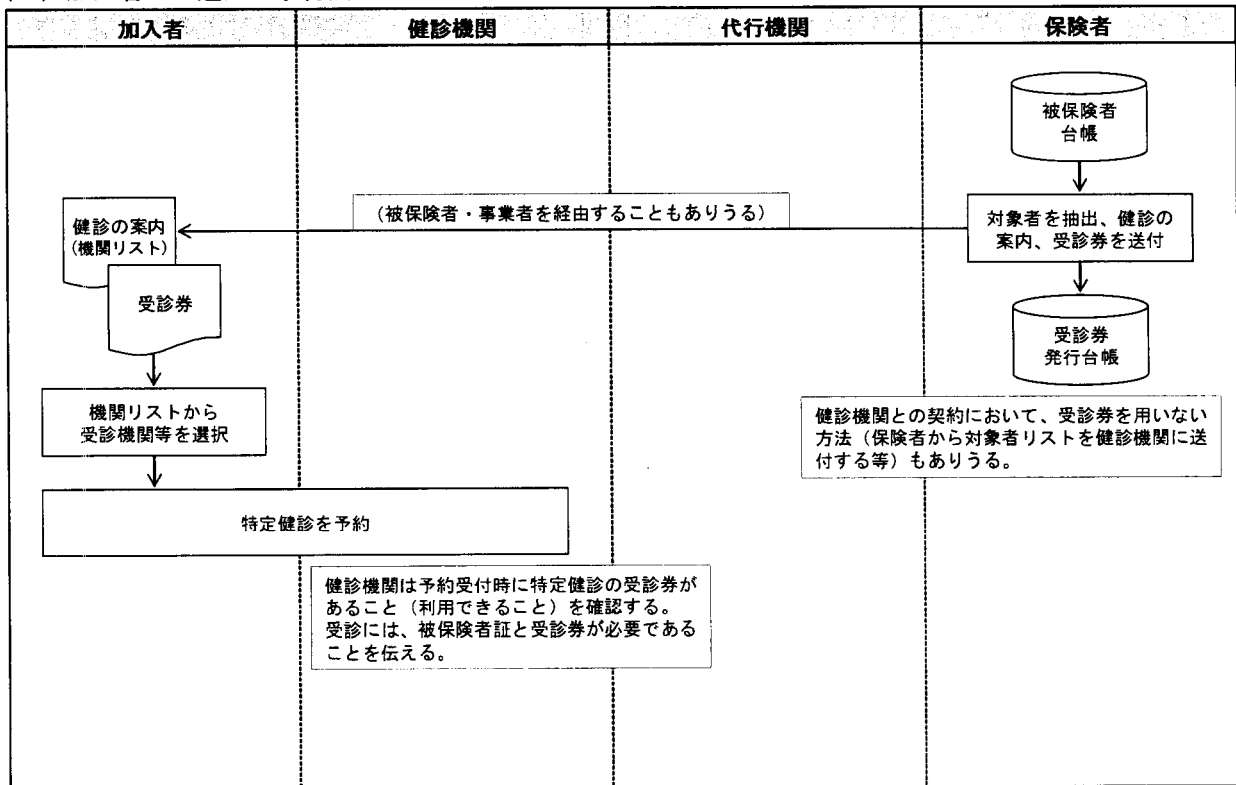 加入者
健診機関
代行機関
保険者
被保険者
台帳
(被保険者・事業者を経由することもありうる)
対象者を抽出、健診の
案内、受診券を送付
健診の案内
(機関リスト)
受診券
受診券
発行台帳
機関リストから
受診機関等を選択
健診機関との契約において、受診券を用いない
方法(保険者から対象者リストを健診機関に送
付する等)もありうる。
特定健診を予約
健診機関は予約受付時に特定健診の受診券が
あること(利用できること)を確認する。
受診には、被保険者証と受診券が必要である
ことを伝える。